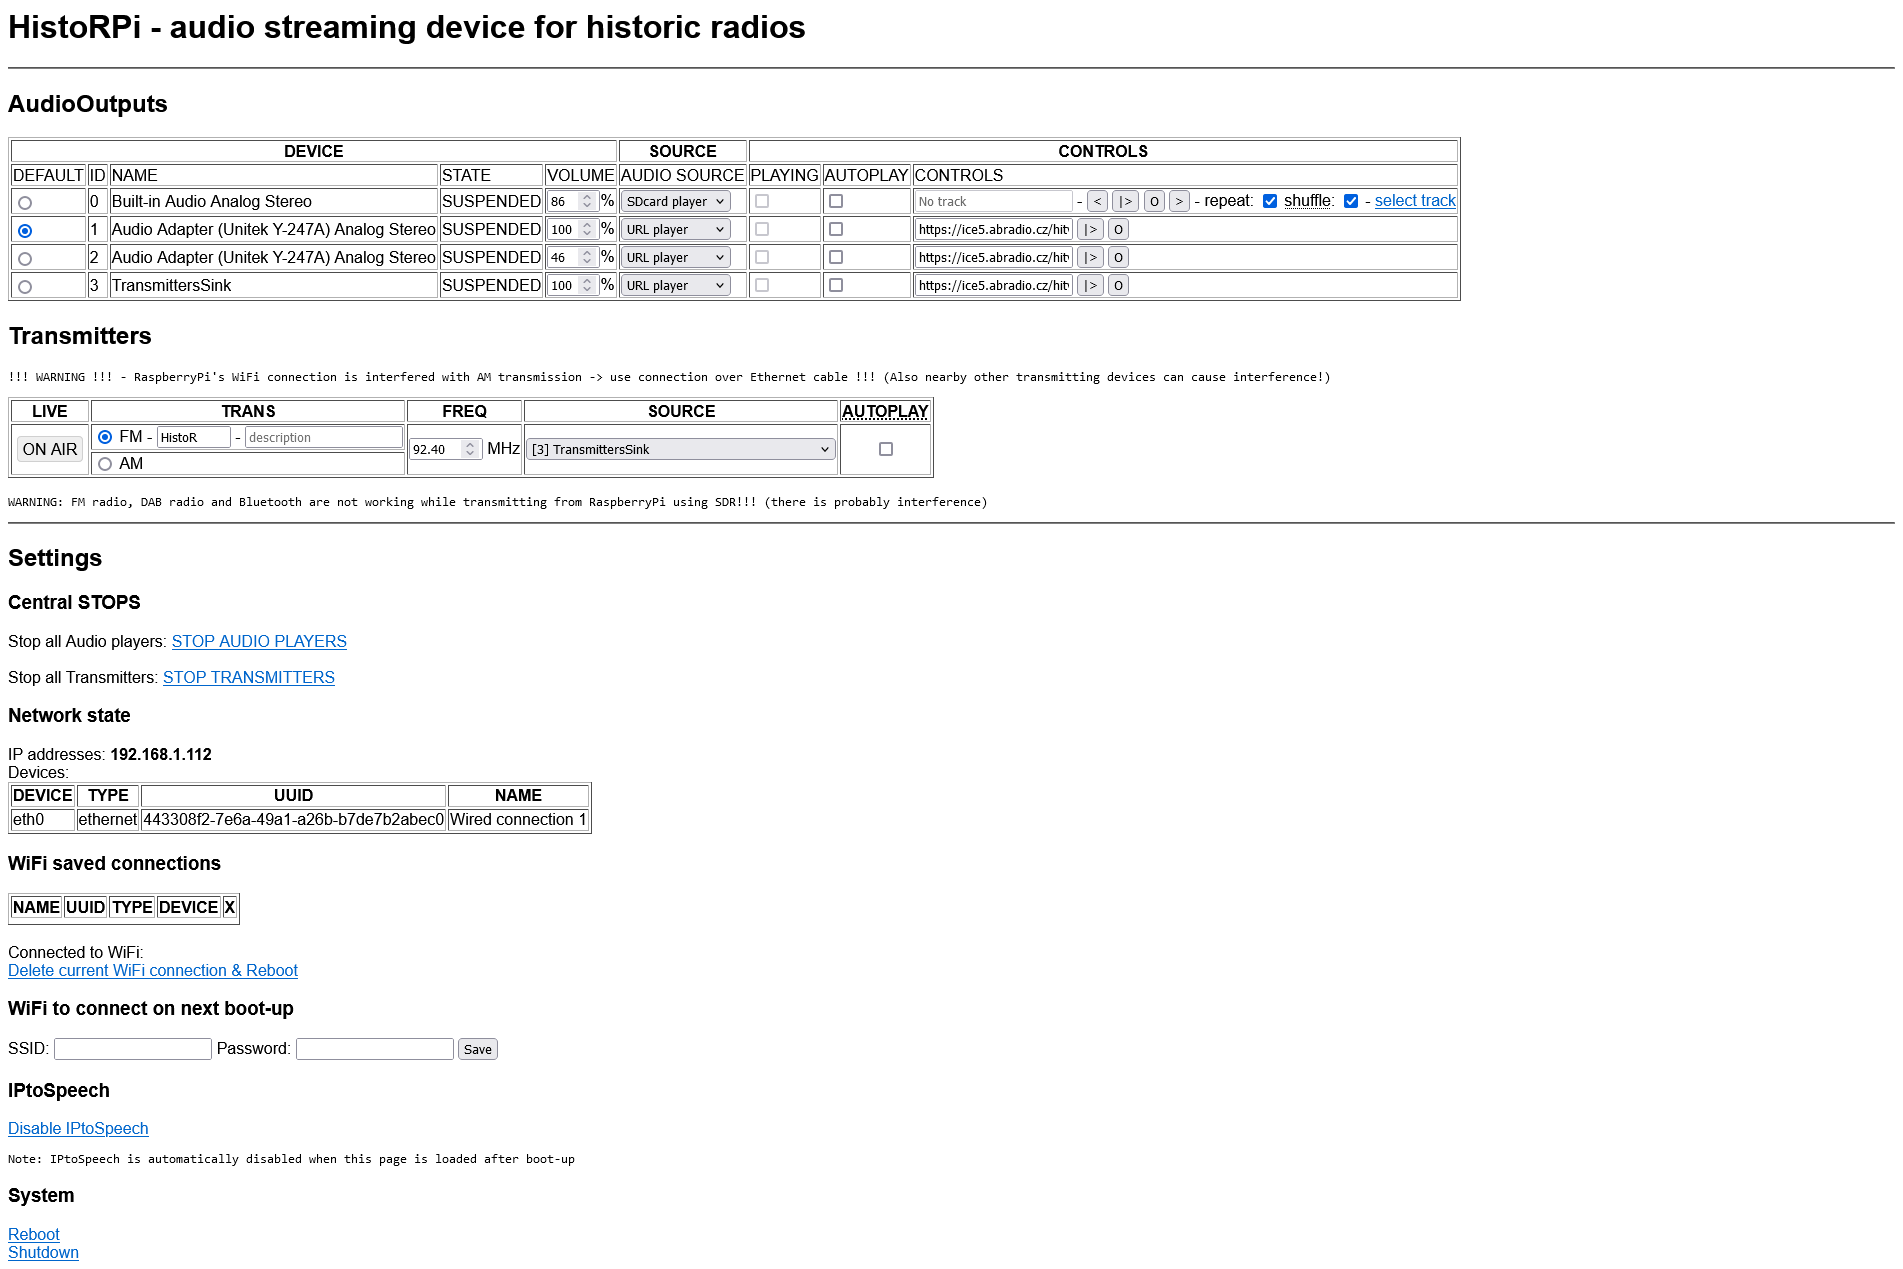 HistoRPi - audio streaming device for historic radios
AudioOutputs
DEVICE SOURCE CONTROLS
DEFAULT ID NAME STATE VOLUME AUDIO SOURCE PLAYING AUTOPLAY CONTROLS
0 Built-in Audio Analog Stereo SUSPENDED 86 % SDcard player No track - < |> O > - repeat: shuffle: - select track
1 Audio Adapter (Unitek Y-247A) Analog Stereo SUSPENDED 100 % URL player https://ice5.abradio.cz/hit |> O
2 Audio Adapter (Unitek Y-247A) Analog Stereo SUSPENDED 46 % URL player https://ice5.abradio.cz/hit |> O
3 TransmittersSink SUSPENDED 100 % URL player https://ice5.abradio.cz/hit |> O
Transmitters
!!! WARNING !!! - RaspberryPi's WiFi connection is interfered with AM transmission -> use connection over Ethernet cable !!! (Also nearby other transmitting devices can cause interference!)
LIVE TRANS FREQ SOURCE AUTOPLAY
ON AIR FM - HistoR - description 92.40 MHz [3] TransmittersSink
AM
WARNING: FM radio, DAB radio and Bluetooth are not working while transmitting from RaspberryPi using SDR!!! (there is probably interference)
Settings
Central STOPS
Stop all Audio players: STOP AUDIO PLAYERS
Stop all Transmitters: STOP TRANSMITTERS
Network state
IP addresses: 192.168.1.112
Devices:
DEVICE TYPE UUID NAME
eth0 ethernet 443308f2-7e6a-49a1-a26b-b7de7b2abec0 Wired connection 1
WiFi saved connections
NAME UUID TYPE DEVICE X
Connected to WiFi:
Delete current WiFi connection & Reboot
WiFi to connect on next boot-up
SSID: Password: Save
IPtoSpeech
Disable IPtoSpeech
Note: IPtoSpeech is automatically disabled when this page is loaded after boot-up
System
Reboot
Shutdown